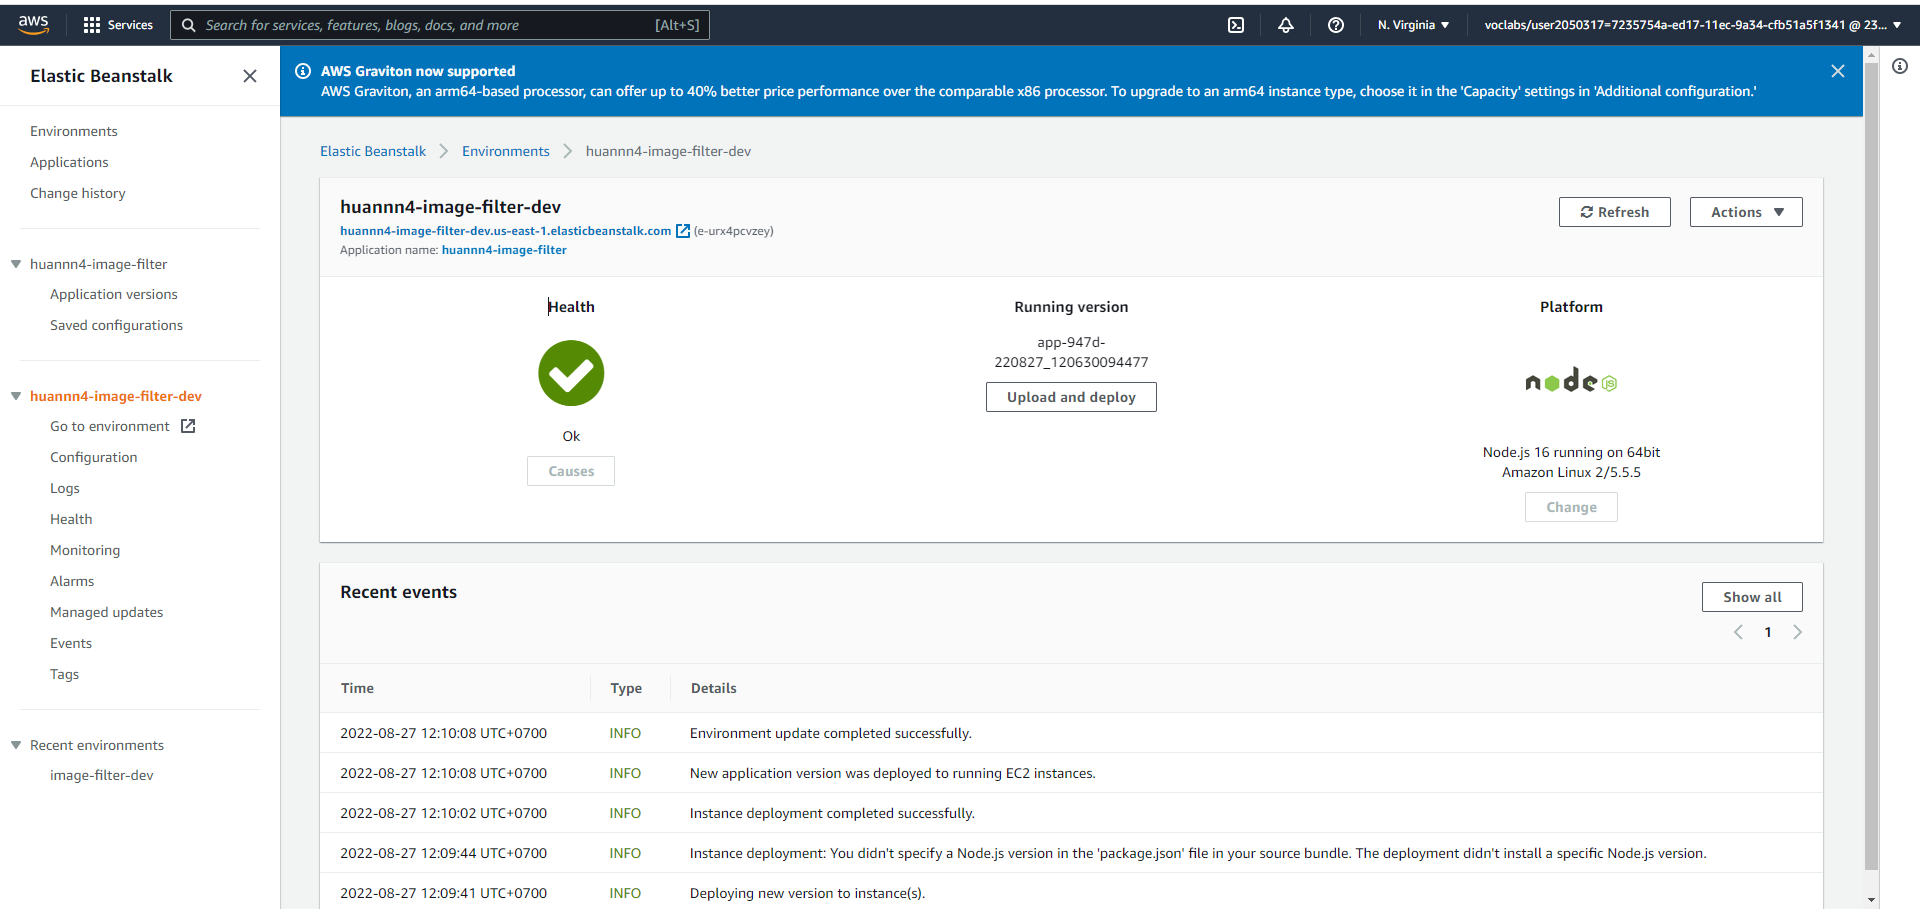 aws
Services
Search for services, features, blogs, docs, and more
[Alt+S]
N. Virginia
voclabs/user2050317=7235754a-ed17-11ec-9a34-cfb51a5f1341 @ 23...
Elastic Beanstalk
Environments
Applications
Change history
huannn4-image-filter
Application versions
Saved configurations
huannn4-image-filter-dev
Go to environment
Configuration
Logs
Health
Monitoring
Alarms
Managed updates
Events
Tags
Recent environments
image-filter-dev
AWS Graviton now supported
AWS Graviton, an arm64-based processor, can offer up to 40% better price performance over the comparable x86 processor. To upgrade to an arm64 instance type, choose it in the 'Capacity' settings in 'Additional configuration.'
Elastic Beanstalk > Environments > huannn4-image-filter-dev
huannn4-image-filter-dev
huannn4-image-filter-dev.us-east-1.elasticbeanstalk.com (e-urx4pcvzey)
Application name: huannn4-image-filter
Refresh
Actions
Health
Ok
Causes
Running version
app-947d-
220827_120630094477
Upload and deploy
Platform
node JS
Node.js 16 running on 64bit
Amazon Linux 2/5.5.5
Change
Recent events
Show all
1
Time Type Details
2022-08-27 12:10:08 UTC+0700 INFO Environment update completed successfully.
2022-08-27 12:10:08 UTC+0700 INFO New application version was deployed to running EC2 instances.
2022-08-27 12:10:02 UTC+0700 INFO Instance deployment completed successfully.
2022-08-27 12:09:44 UTC+0700 INFO Instance deployment: You didn't specify a Node.js version in the 'package.json' file in your source bundle. The deployment didn't install a specific Node.js version.
2022-08-27 12:09:41 UTC+0700 INFO Deploying new version to instance(s).